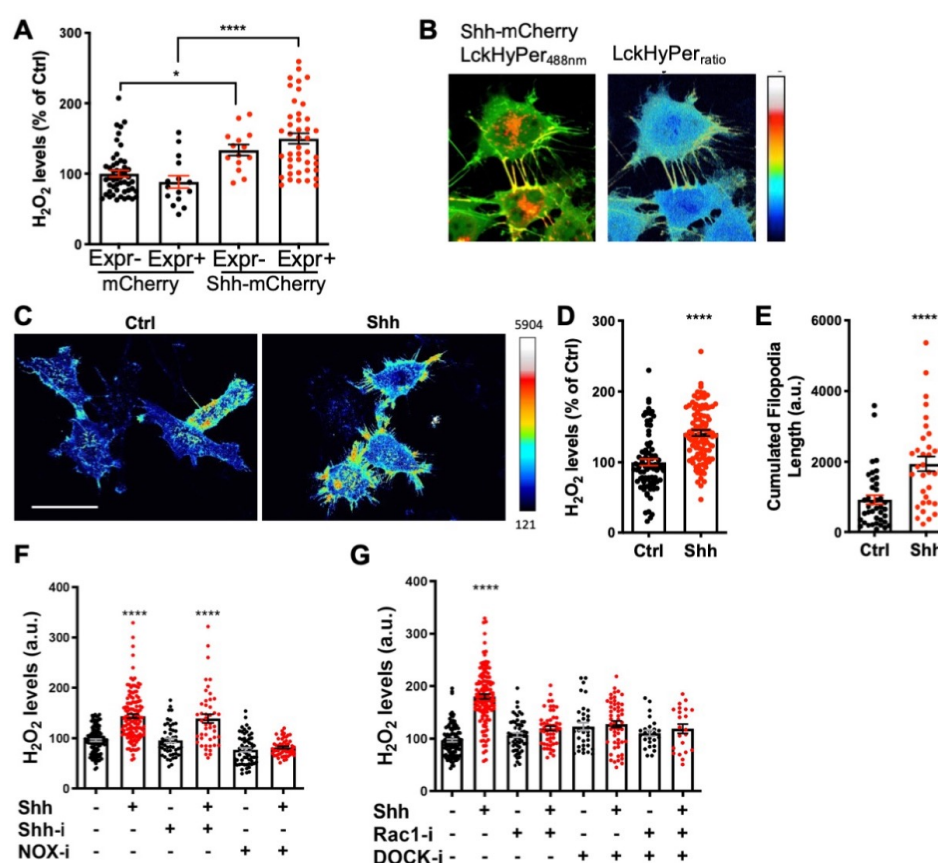 A
H2O2 levels (% of Ctrl)
300
200
100
0
*
****
Expr- Expr+ Expr- Expr+
mCherry Shh-mCherry
B
Shh-mCherry
LckHyPer488nm
LckHyPerratio
C
Ctrl
Shh
5904
121
D
H2O2 levels (% of Ctrl)
300
200
100
0
****
Ctrl Shh
E
Cumulated Filopodia
Length (a.u.)
6000
4000
2000
0
****
Ctrl Shh
F
H2O2 levels (a.u.)
400
300
200
100
0
**** ****
Shh - + - + - +
Shh-i - - + + - -
NOX-i - - - - + +
G
H2O2 levels (a.u.)
400
300
200
100
0
****
Shh - + - + - + - +
Rac1-i - - + + - - + +
DOCK-i - - - - + + + +